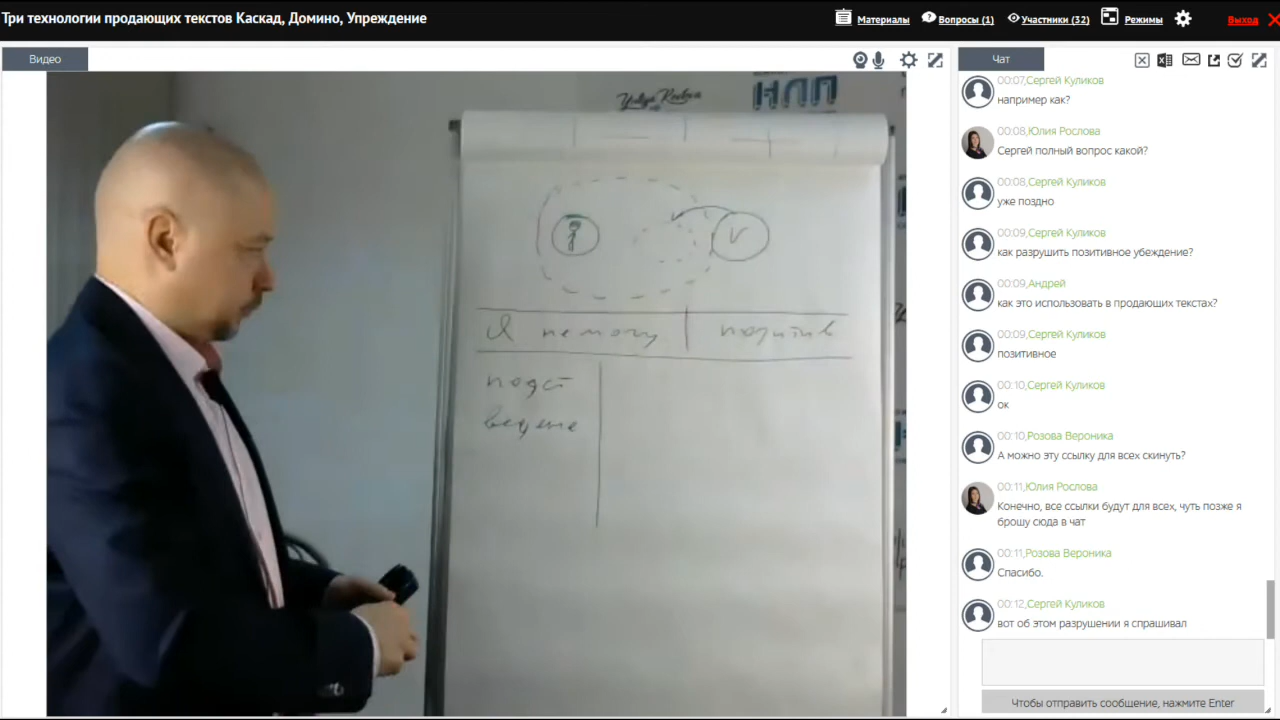 Три технологии продающих текстов Каскад, Домино, Упреждение
Материалы
Вопросы (1)
Участники (32)
Режимы
Выход
Видео
Yulya Roslova
НЛП
Я не могу
позитив
подст
ведение
Чат
00:07,Сергей Куликов
например как?
00:08,Юлия Рослова
Сергей полный вопрос какой?
00:08,Сергей Куликов
уже поздно
00:09,Сергей Куликов
как разрушить позитивное убеждение?
00:09,Андрей
как это использовать в продающих текстах?
00:09,Сергей Куликов
позитивное
00:10,Сергей Куликов
ок
00:10,Розова Вероника
А можно эту ссылку для всех скинуть?
00:11,Юлия Рослова
Конечно, все ссылки будут для всех, чуть позже я
брошу сюда в чат
00:11,Розова Вероника
Спасибо.
00:12,Сергей Куликов
вот об этом разрушении я спрашивал
Чтобы отправить сообщение, нажмите Enter